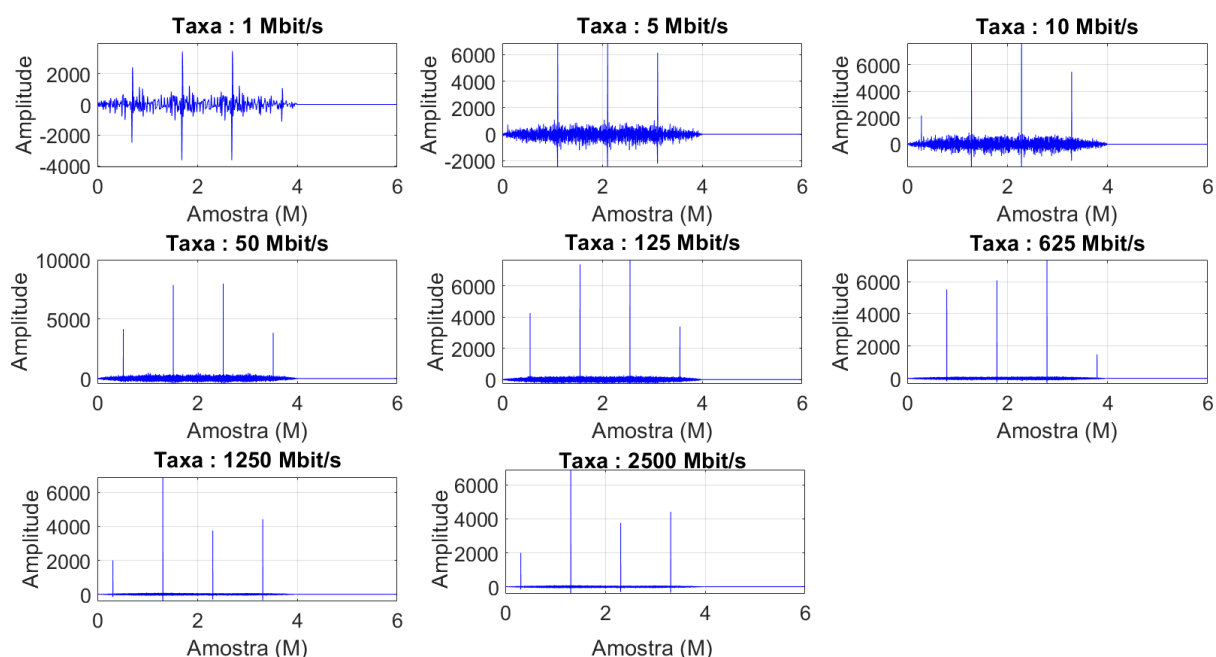 Taxa : 1 Mbit/s
Amplitude
2000
0
-2000
-4000
0 2 4 6
Amostra (M)
Taxa : 5 Mbit/s
Amplitude
6000
4000
2000
0
-2000
0 2 4 6
Amostra (M)
Taxa : 10 Mbit/s
Amplitude
6000
4000
2000
0
0 2 4 6
Amostra (M)
Taxa : 50 Mbit/s
Amplitude
10000
5000
0
0 2 4 6
Amostra (M)
Taxa : 125 Mbit/s
Amplitude
6000
4000
2000
0
0 2 4 6
Amostra (M)
Taxa : 625 Mbit/s
Amplitude
6000
4000
2000
0
0 2 4 6
Amostra (M)
Taxa : 1250 Mbit/s
Amplitude
6000
4000
2000
0
0 2 4 6
Amostra (M)
Taxa : 2500 Mbit/s
Amplitude
6000
4000
2000
0
0 2 4 6
Amostra (M)